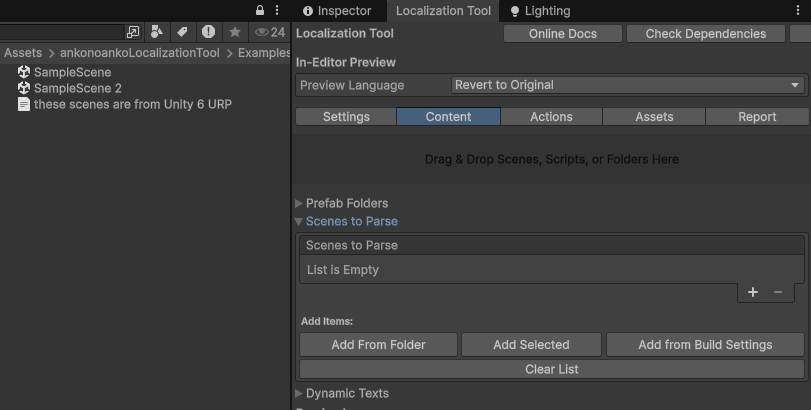 Inspector Localization Tool Lighting
24
Localization Tool Online Docs Check Dependencies
Assets > ankonoankoLocalizationTool > Examples
SampleScene
SampleScene 2
these scenes are from Unity 6 URP
In-Editor Preview
Preview Language Revert to Original
Settings Content Actions Assets Report
Drag & Drop Scenes, Scripts, or Folders Here
Prefab Folders
Scenes to Parse
Scenes to Parse
List is Empty
+ −
Add Items:
Add From Folder Add Selected Add from Build Settings
Clear List
Dynamic Texts